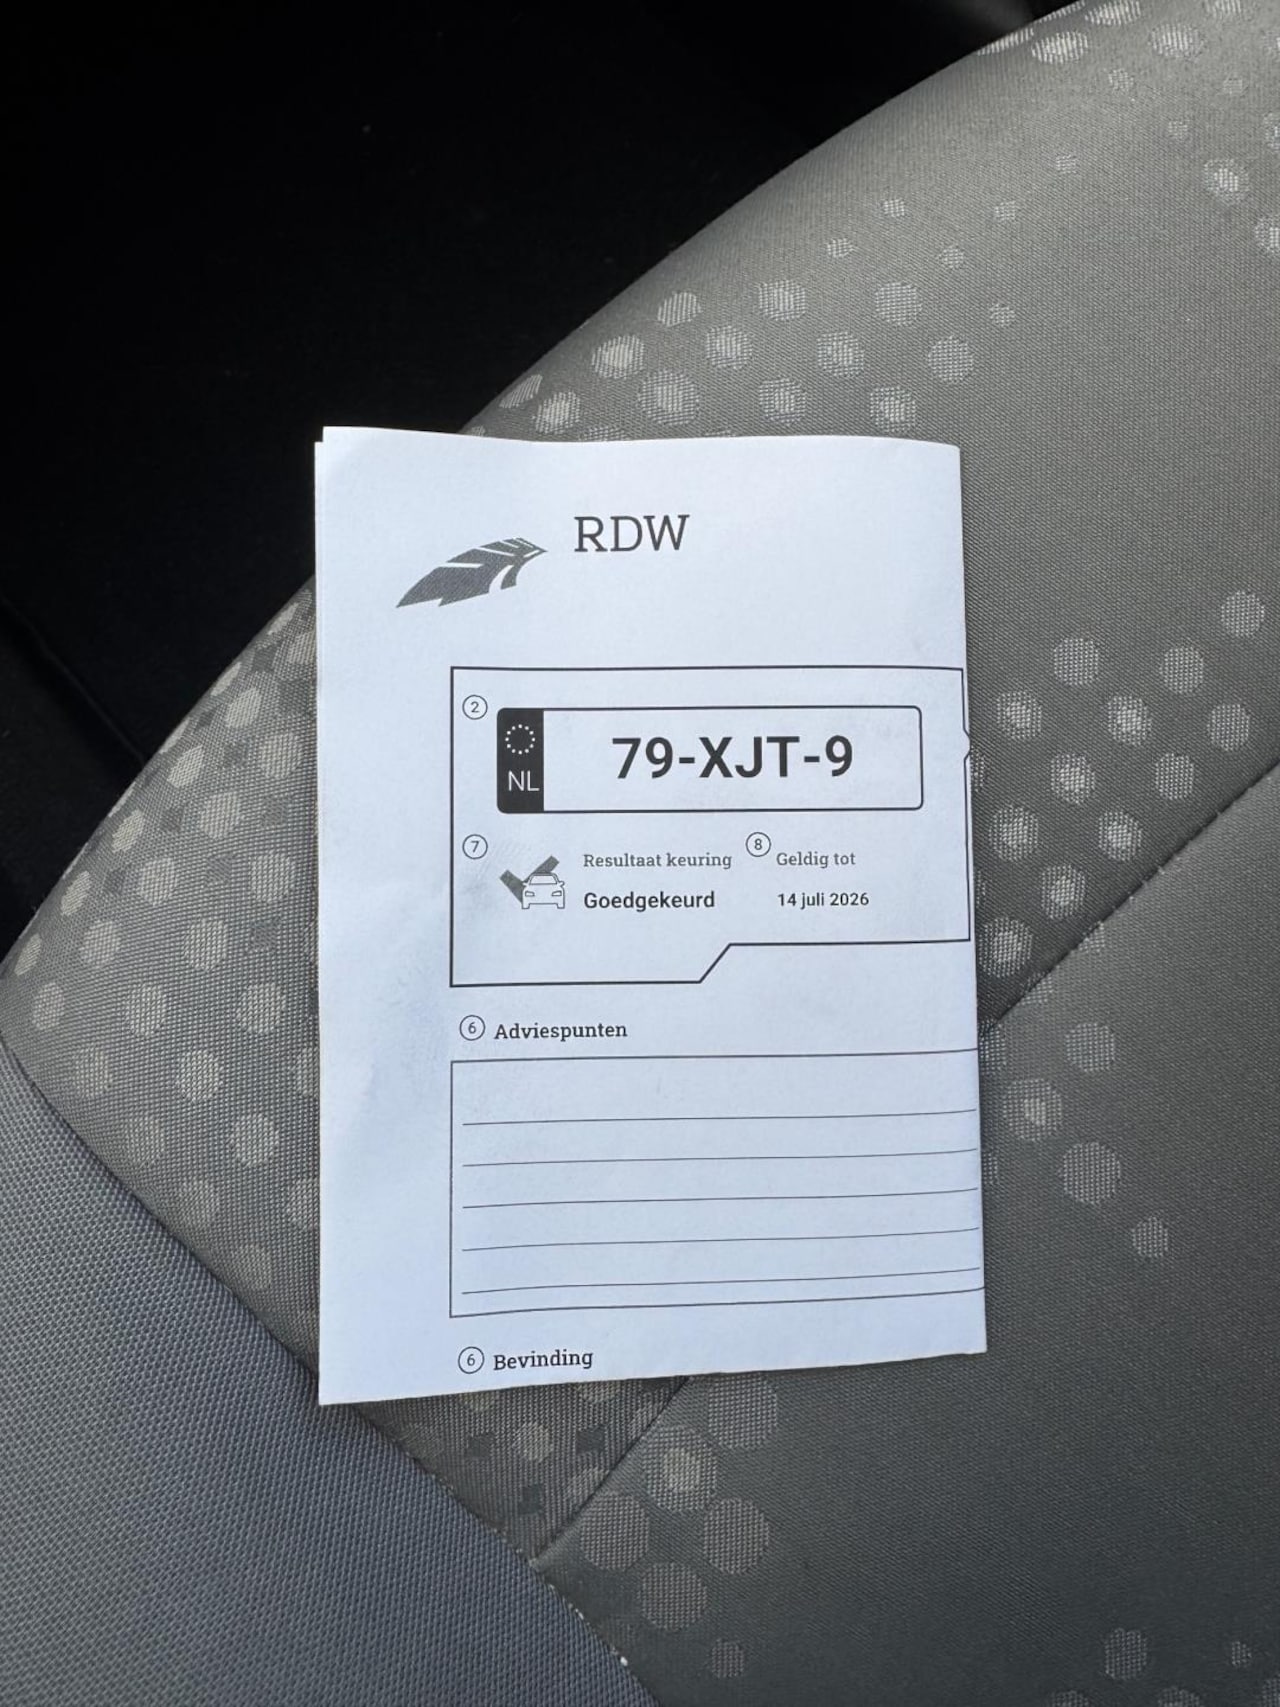 RDW
2
NL
79-XJT-9
7
Resultaat keuring
8
Geldig tot
Goedgekeurd
14 juli 2026
6 Adviespunten
6 Bevinding